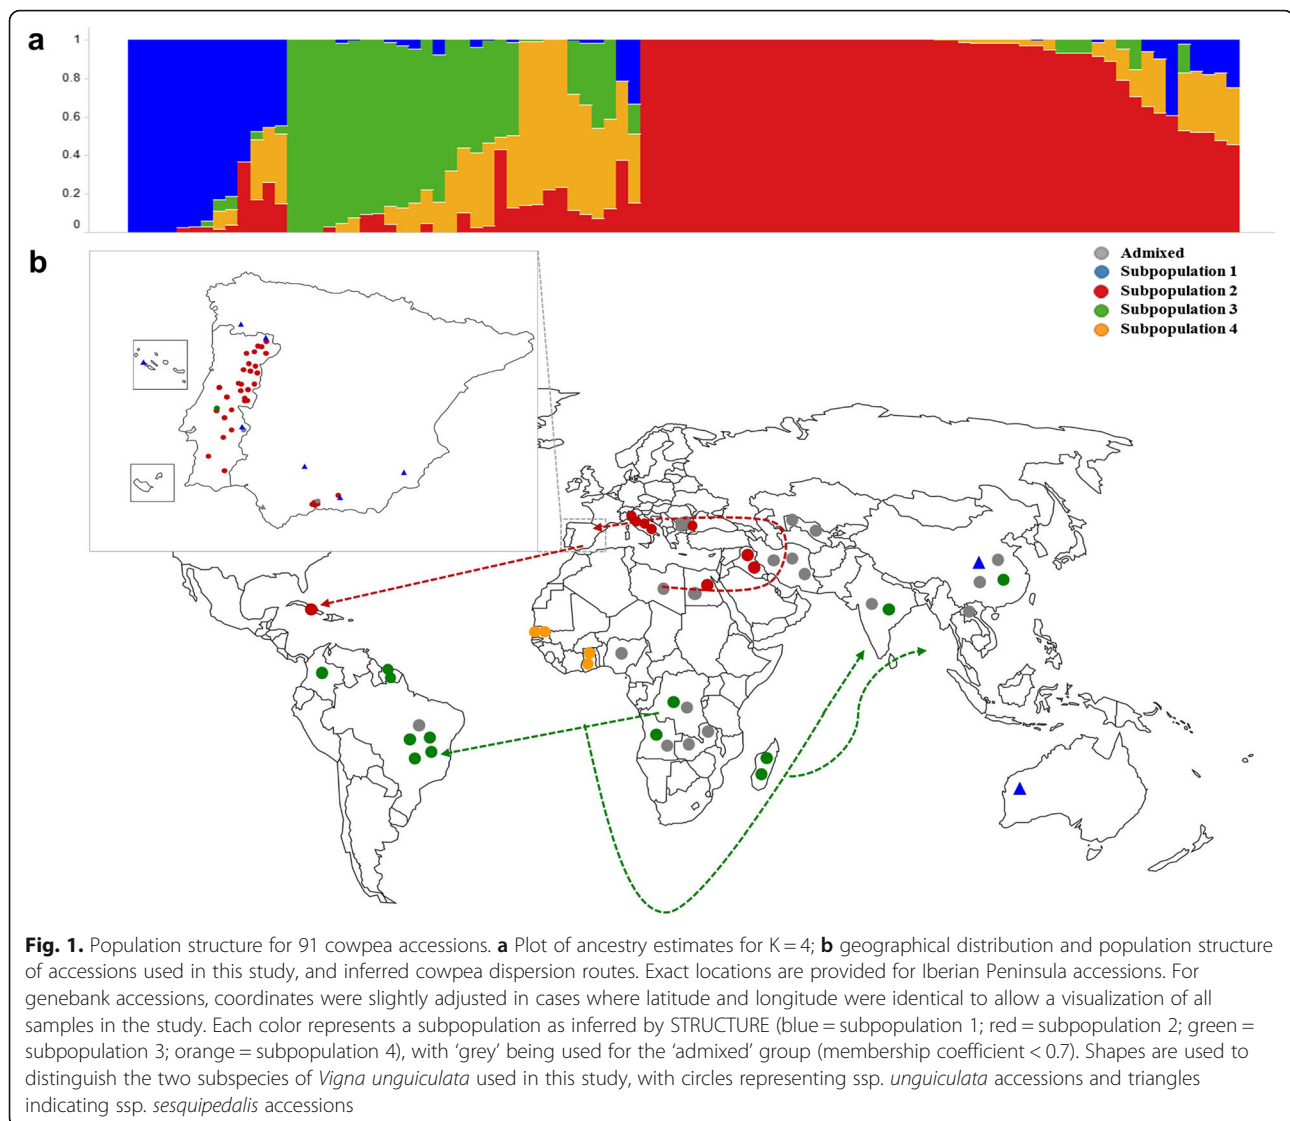 a
1
0.8
0.6
0.4
0.2
0
b
Admixed
Subpopulation 1
Subpopulation 2
Subpopulation 3
Subpopulation 4
Fig. 1. Population structure for 91 cowpea accessions. a Plot of ancestry estimates for K = 4; b geographical distribution and population structure
of accessions used in this study, and inferred cowpea dispersion routes. Exact locations are provided for Iberian Peninsula accessions. For
genebank accessions, coordinates were slightly adjusted in cases where latitude and longitude were identical to allow a visualization of all
samples in the study. Each color represents a subpopulation as inferred by STRUCTURE (blue = subpopulation 1; red = subpopulation 2; green =
subpopulation 3; orange = subpopulation 4), with ‘grey’ being used for the ‘admixed’ group (membership coefficient < 0.7). Shapes are used to
distinguish the two subspecies of Vigna unguiculata used in this study, with circles representing ssp. unguiculata accessions and triangles
indicating ssp. sesquipedalis accessions